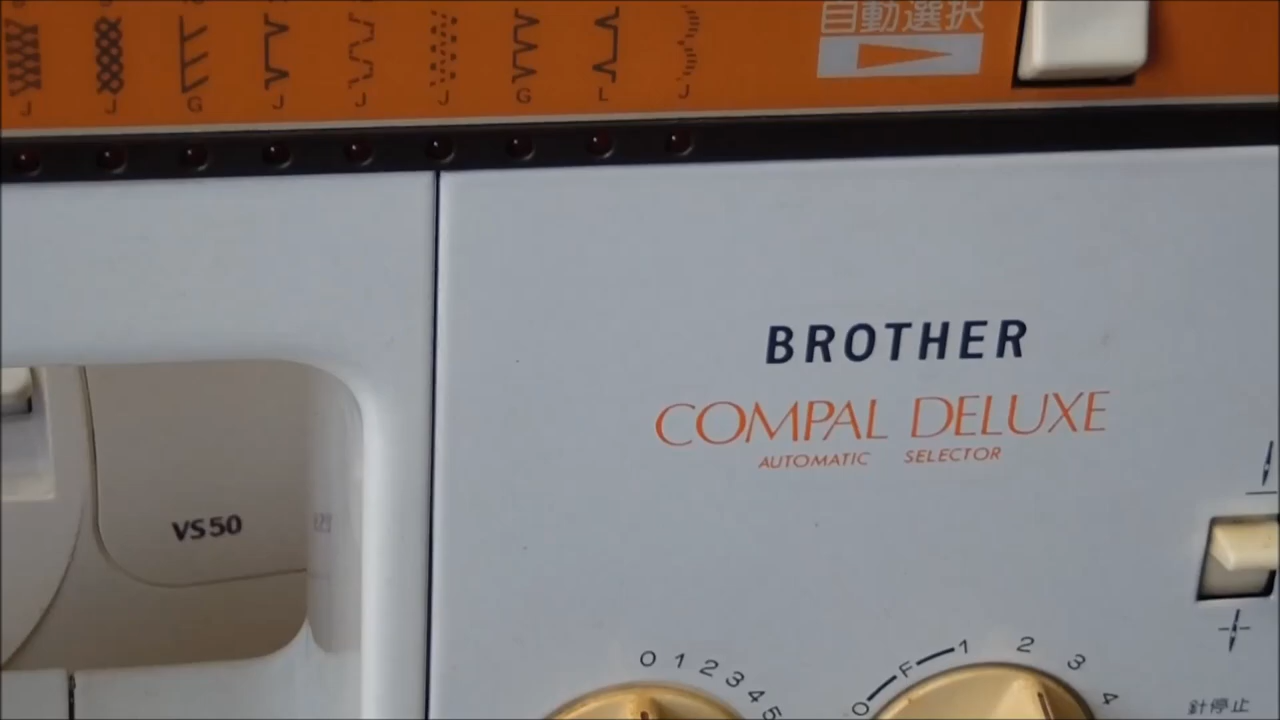 J J G J J J G L J
自動選択
BROTHER
COMPAL DELUXE
AUTOMATIC SELECTOR
VS50
0 1 2 3 4 5
0 F 1 2 3 4
針停止